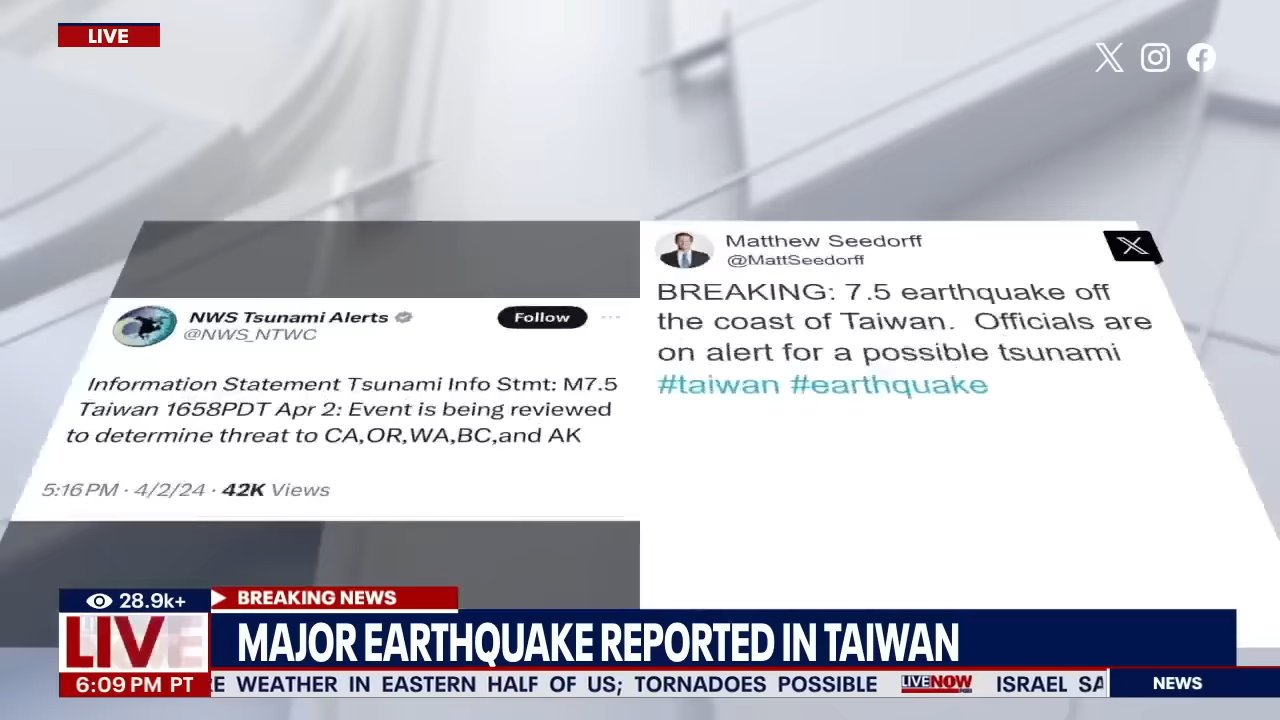 LIVE
NWS Tsunami Alerts
@NWS_NTWC
Follow
Information Statement Tsunami Info Stmt: M7.5
Taiwan 1658PDT Apr 2: Event is being reviewed
to determine threat to CA,OR,WA,BC,and AK
5:16 PM · 4/2/24 · 42K Views
Matthew Seedorff
@MattSeedorff
BREAKING: 7.5 earthquake off
the coast of Taiwan. Officials are
on alert for a possible tsunami
#taiwan #earthquake
28.9k+
BREAKING NEWS
LIVE
MAJOR EARTHQUAKE REPORTED IN TAIWAN
6:09 PM PT
RE WEATHER IN EASTERN HALF OF US; TORNADOES POSSIBLE LIVENOW FOX ISRAEL SA
NEWS